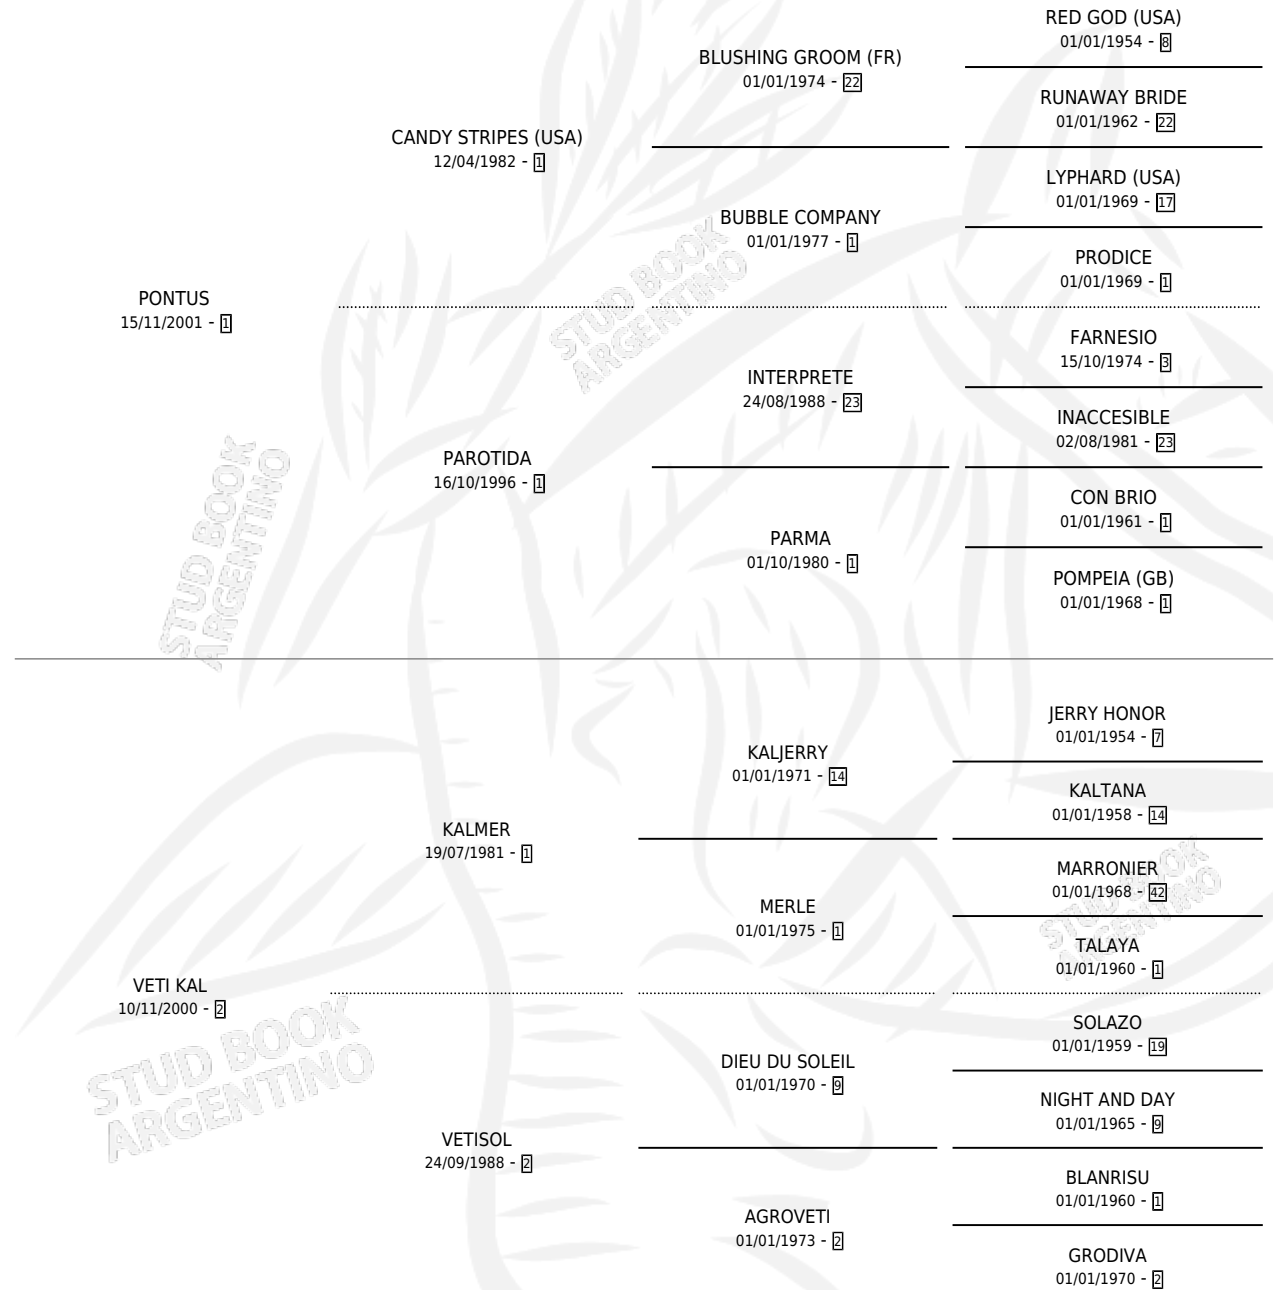 RED GOD (USA)
01/01/1954 - 8
BLUSHING GROOM (FR)
01/01/1974 - 22
RUNAWAY BRIDE
01/01/1962 - 22
CANDY STRIPES (USA)
12/04/1982 - 1
LYPHARD (USA)
01/01/1969 - 17
BUBBLE COMPANY
01/01/1977 - 1
PRODICE
01/01/1969 - 1
PONTUS
15/11/2001 - 1
STUD BOOK
ARGENTINO
FARNESIO
15/10/1974 - 3
INTERPRETE
24/08/1988 - 23
INACCESIBLE
02/08/1981 - 23
PAROTIDA
16/10/1996 - 1
CON BRIO
01/01/1961 - 1
PARMA
01/10/1980 - 1
POMPEIA (GB)
01/01/1968 - 1
STUD BOOK
ARGENTINO
JERRY HONOR
01/01/1954 - 7
KALJERRY
01/01/1971 - 14
KALTANA
01/01/1958 - 14
KALMER
19/07/1981 - 1
MARRONIER
01/01/1968 - 42
MERLE
01/01/1975 - 1
TALAYA
01/01/1960 - 1
STUD BOOK
ARGENTINO
VETI KAL
10/11/2000 - 2
SOLAZO
01/01/1959 - 19
DIEU DU SOLEIL
01/01/1970 - 9
NIGHT AND DAY
01/01/1965 - 9
STUD BOOK
ARGENTINO
VETISOL
24/09/1988 - 2
BLANRISU
01/01/1960 - 1
AGROVETI
01/01/1973 - 2
GRODIVA
01/01/1970 - 2